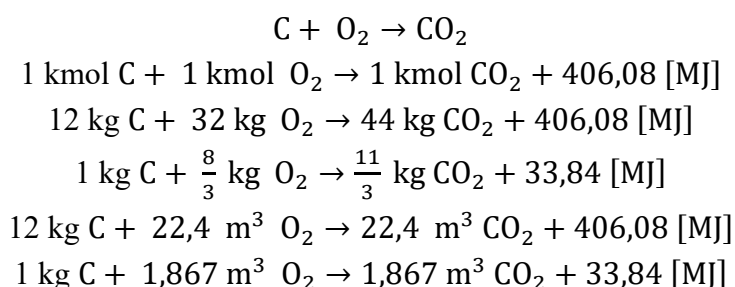 C + O₂ → CO₂
1 kmol C + 1 kmol O₂ → 1 kmol CO₂ + 406,08 [MJ]
12 kg C + 32 kg O₂ → 44 kg CO₂ + 406,08 [MJ]
1 kg C + 8/3 kg O₂ → 11/3 kg CO₂ + 33,84 [MJ]
12 kg C + 22,4 m³ O₂ → 22,4 m³ CO₂ + 406,08 [MJ]
1 kg C + 1,867 m³ O₂ → 1,867 m³ CO₂ + 33,84 [MJ]